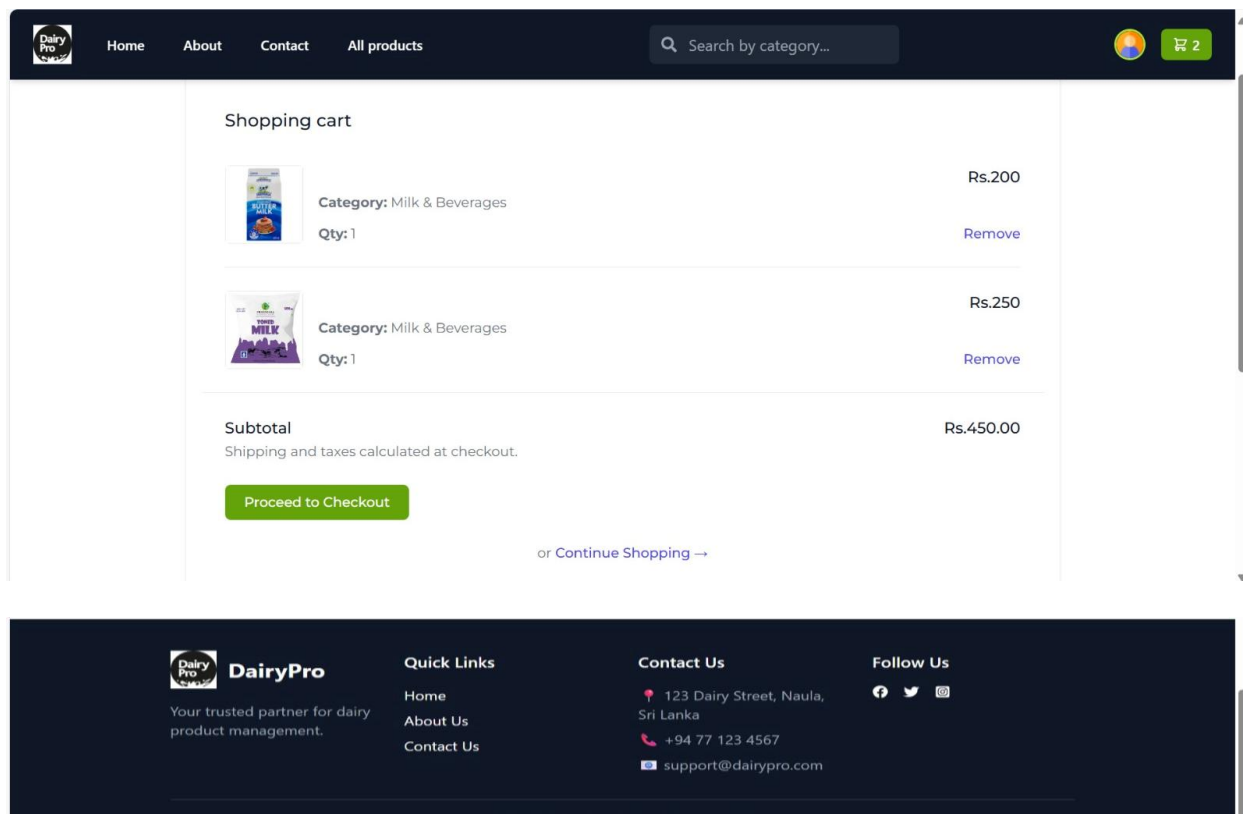 Dairy
Pro
Home
About
Contact
All products
Search by category...
2
Shopping cart
BUTTER
MILK
Rs.200
Category: Milk & Beverages
Qty: 1
Remove
TONED
MILK
Rs.250
Category: Milk & Beverages
Qty: 1
Remove
Subtotal
Rs.450.00
Shipping and taxes calculated at checkout.
Proceed to Checkout
or Continue Shopping →
Dairy
Pro
DairyPro
Your trusted partner for dairy
product management.
Quick Links
Home
About Us
Contact Us
Contact Us
123 Dairy Street, Naula,
Sri Lanka
+94 77 123 4567
support@dairypro.com
Follow Us